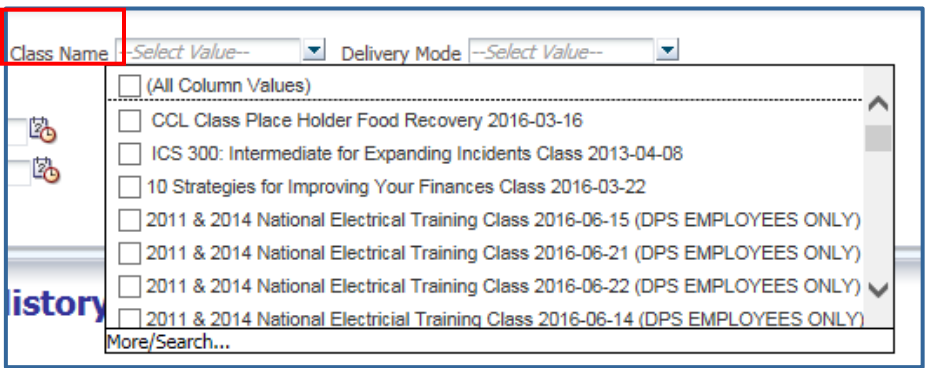 Class Name --Select Value-- Delivery Mode --Select Value--
(All Column Values)
CCL Class Place Holder Food Recovery 2016-03-16
ICS 300: Intermediate for Expanding Incidents Class 2013-04-08
10 Strategies for Improving Your Finances Class 2016-03-22
2011 & 2014 National Electrical Training Class 2016-06-15 (DPS EMPLOYEES ONLY)
2011 & 2014 National Electrical Training Class 2016-06-21 (DPS EMPLOYEES ONLY)
2011 & 2014 National Electrical Training Class 2016-06-22 (DPS EMPLOYEES ONLY)
listory
2011 & 2014 National Electricial Training Class 2016-06-14 (DPS EMPLOYEES ONLY)
More/Search...